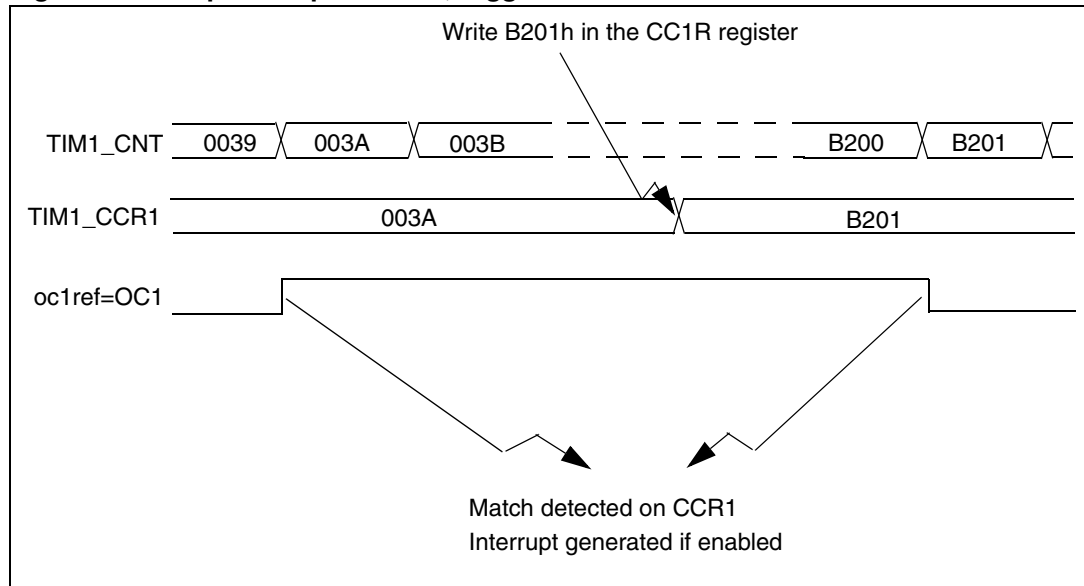 Write B201h in the CC1R register
TIM1_CNT 0039 003A 003B B200 B201
TIM1_CCR1 003A B201
oc1ref=OC1
Match detected on CCR1
Interrupt generated if enabled